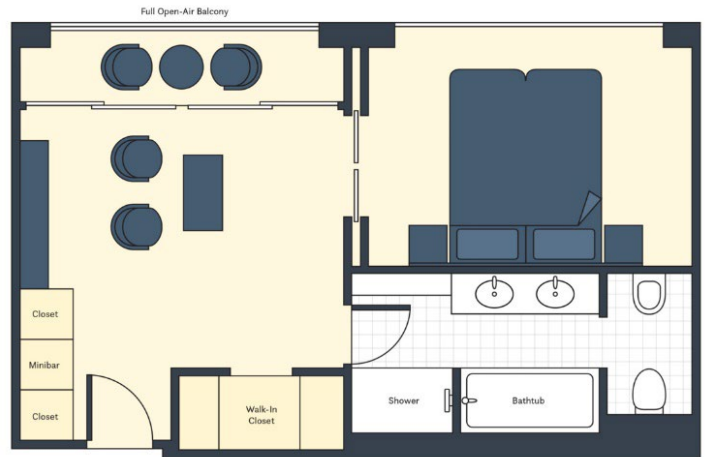 Full Open-Air Balcony
Closet
Minibar
Closet
Walk-In
Closet
Shower
Bathtub